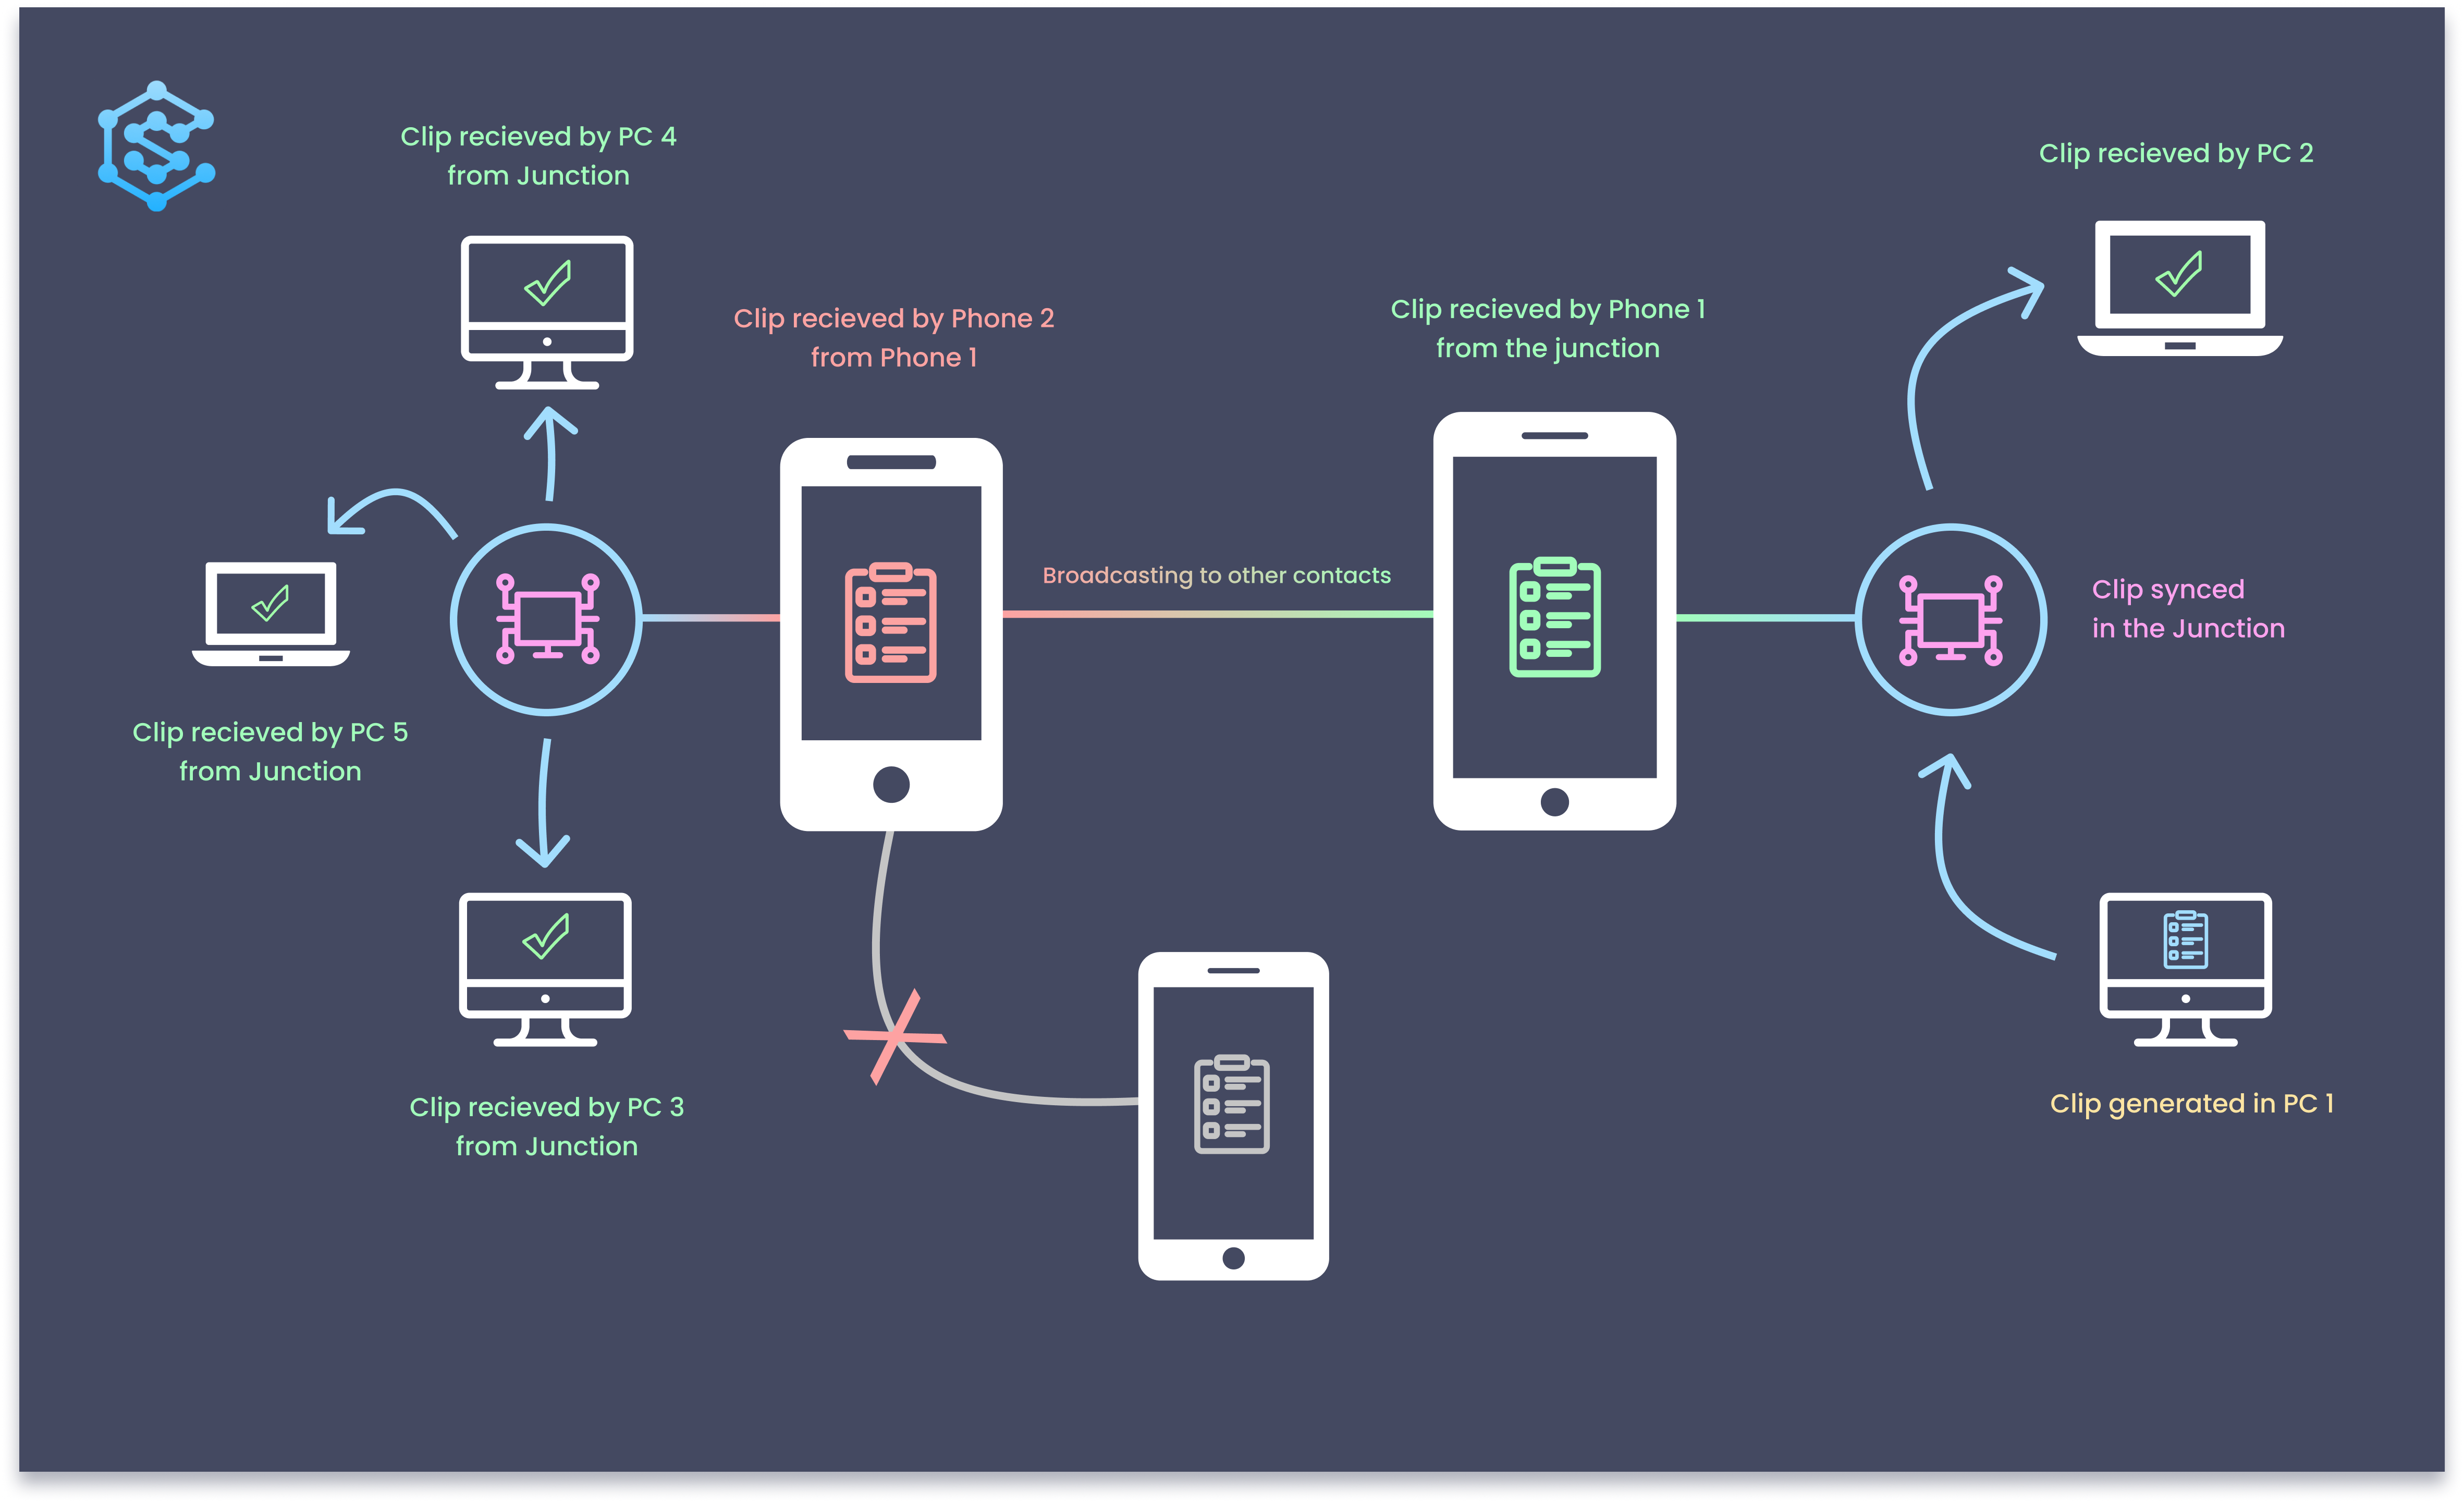 Clip recieved by PC 4
from Junction
Clip recieved by PC 2
Clip recieved by Phone 2
from Phone 1
Clip recieved by Phone 1
from the junction
Broadcasting to other contacts
Clip synced
in the Junction
Clip recieved by PC 5
from Junction
Clip recieved by PC 3
from Junction
Clip generated in PC 1